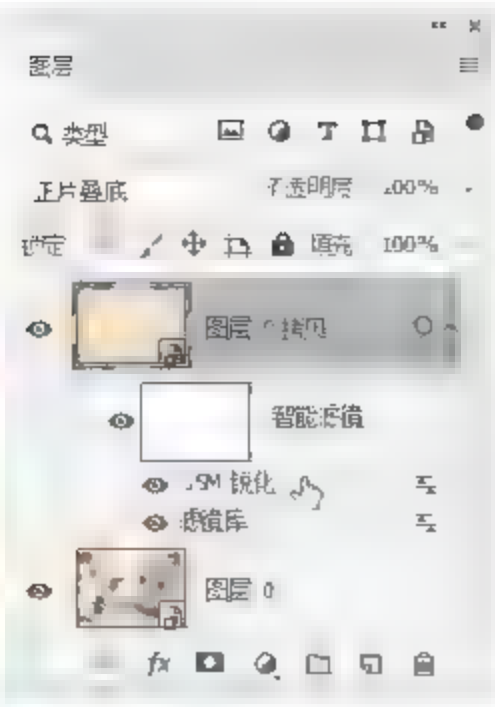 图层
类型
正片叠底 不透明度 100%
锁定 填充 100%
图层 0 拷贝
智能滤镜
USM 锐化
滤镜库
图层 0
fx